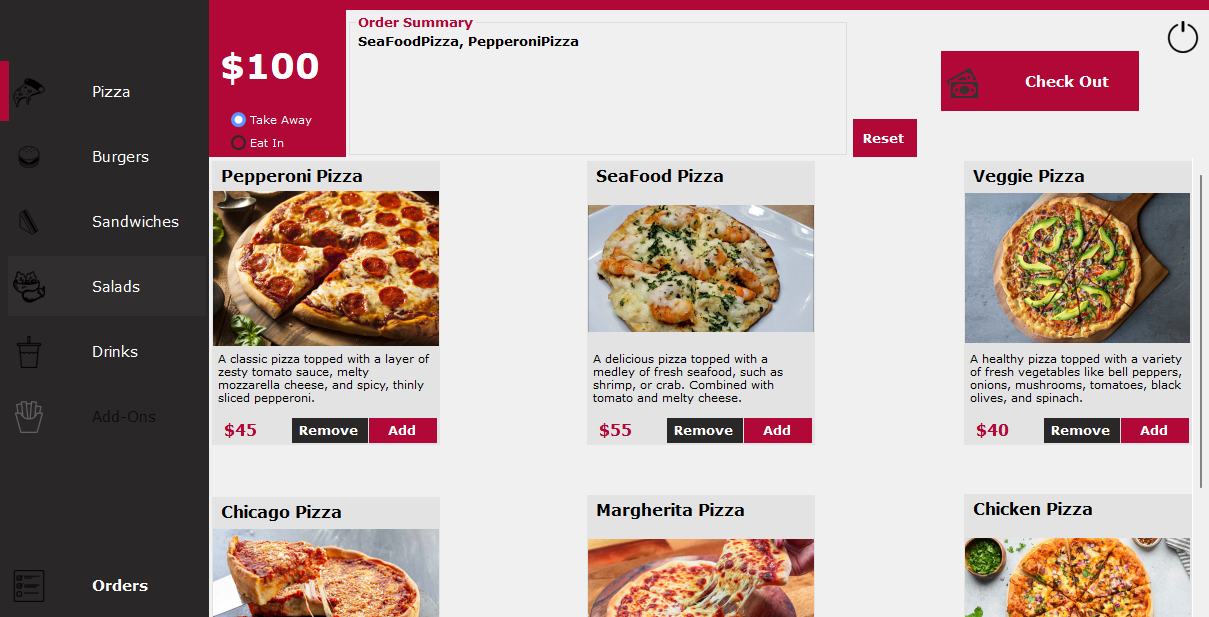 Pizza
Burgers
Sandwiches
Salads
Drinks
Add-Ons
Orders
$100
Take Away
Eat In
Order Summary
SeaFoodPizza, PepperoniPizza
Reset
Check Out
Pepperoni Pizza
A classic pizza topped with a layer of
zesty tomato sauce, melty
mozzarella cheese, and spicy, thinly
sliced pepperoni.
$45 Remove Add
SeaFood Pizza
A delicious pizza topped with a
medley of fresh seafood, such as
shrimp, or crab. Combined with
tomato and melty cheese.
$55 Remove Add
Veggie Pizza
A healthy pizza topped with a variety
of fresh vegetables like bell peppers,
onions, mushrooms, tomatoes, black
olives, and spinach.
$40 Remove Add
Chicago Pizza
Margherita Pizza
Chicken Pizza